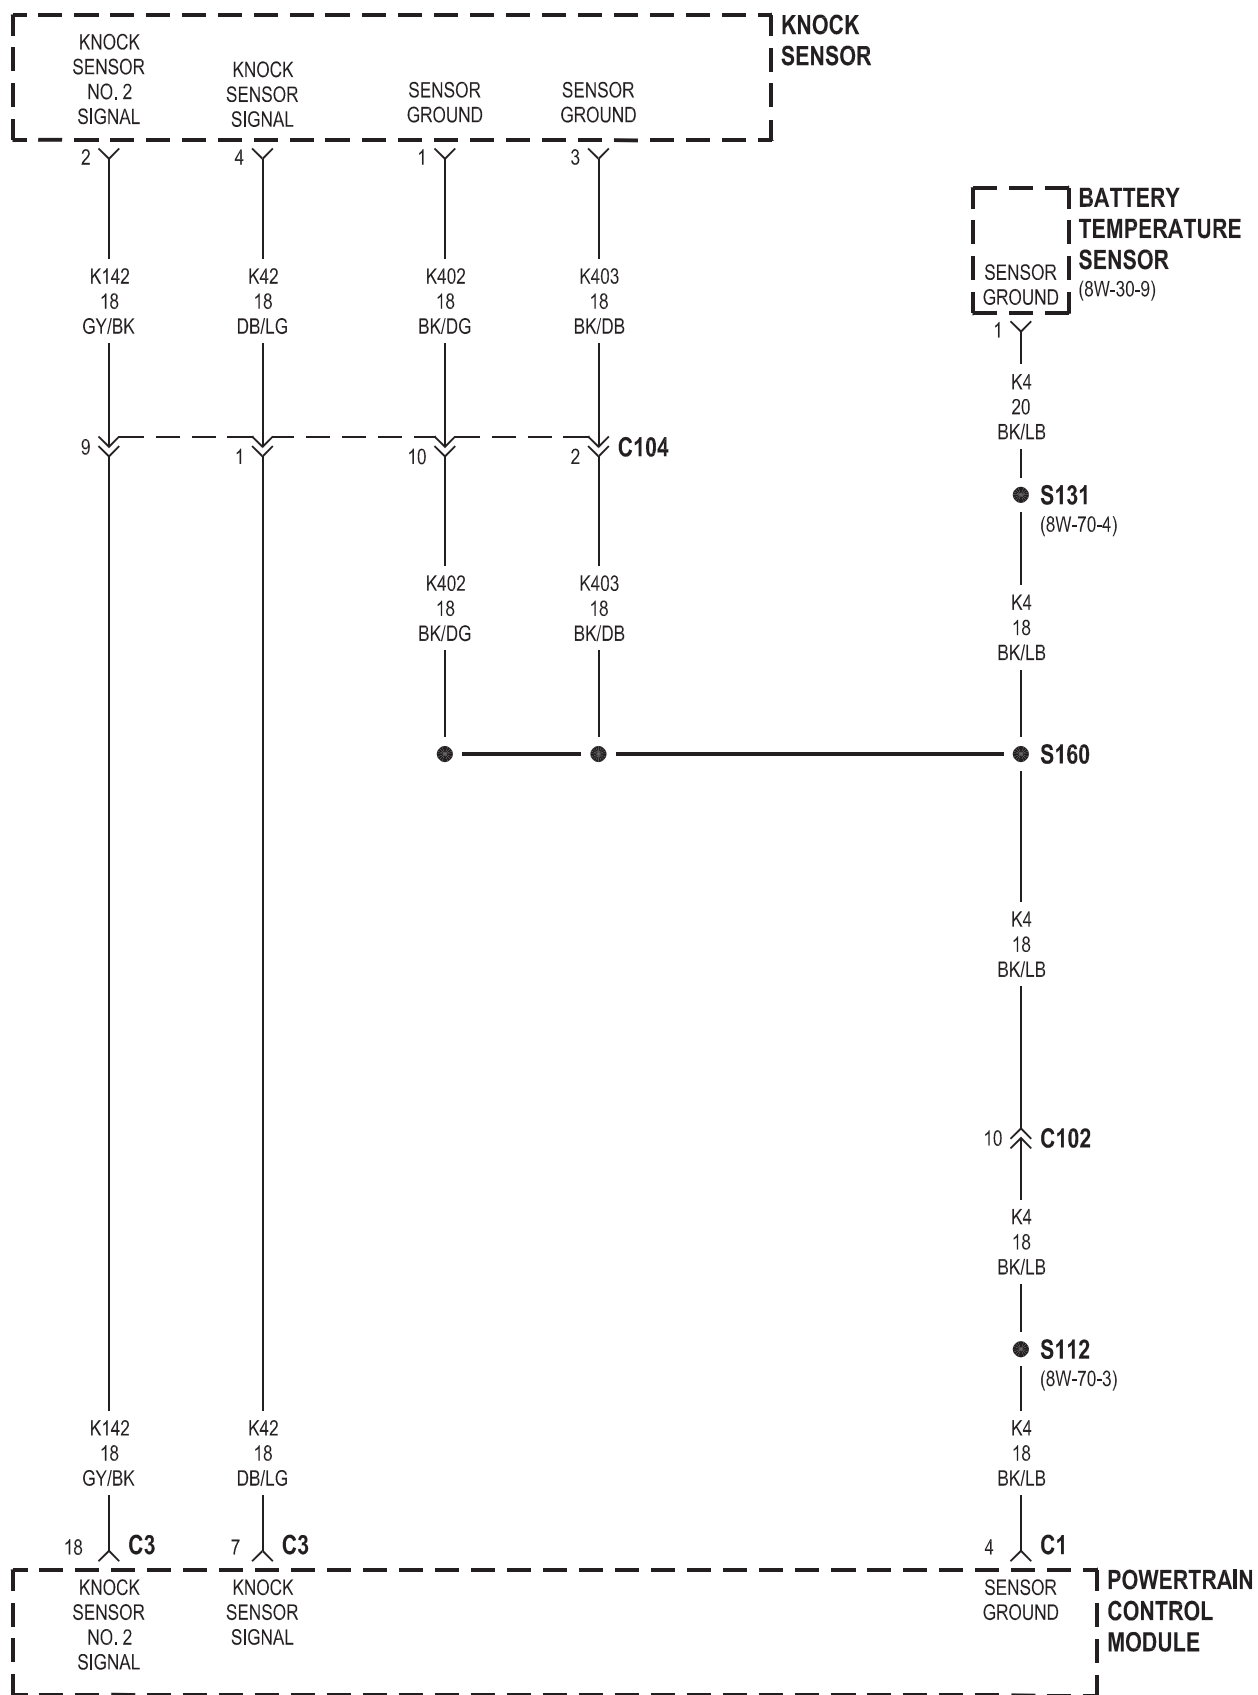 KNOCK
SENSOR
KNOCK
SENSOR
NO. 2
SIGNAL
KNOCK
SENSOR
SIGNAL
SENSOR
GROUND
SENSOR
GROUND
2
4
1
3
BATTERY
TEMPERATURE
SENSOR
(8W-30-9)
SENSOR
GROUND
1
K142
18
GY/BK
K42
18
DB/LG
K402
18
BK/DG
K403
18
BK/DB
K4
20
BK/LB
9
1
10
2
C104
S131
(8W-70-4)
K402
18
BK/DG
K403
18
BK/DB
K4
18
BK/LB
S160
K4
18
BK/LB
10
C102
K4
18
BK/LB
S112
(8W-70-3)
K142
18
GY/BK
K42
18
DB/LG
K4
18
BK/LB
18
C3
7
C3
4
C1
KNOCK
SENSOR
NO. 2
SIGNAL
KNOCK
SENSOR
SIGNAL
SENSOR
GROUND
POWERTRAIN
CONTROL
MODULE